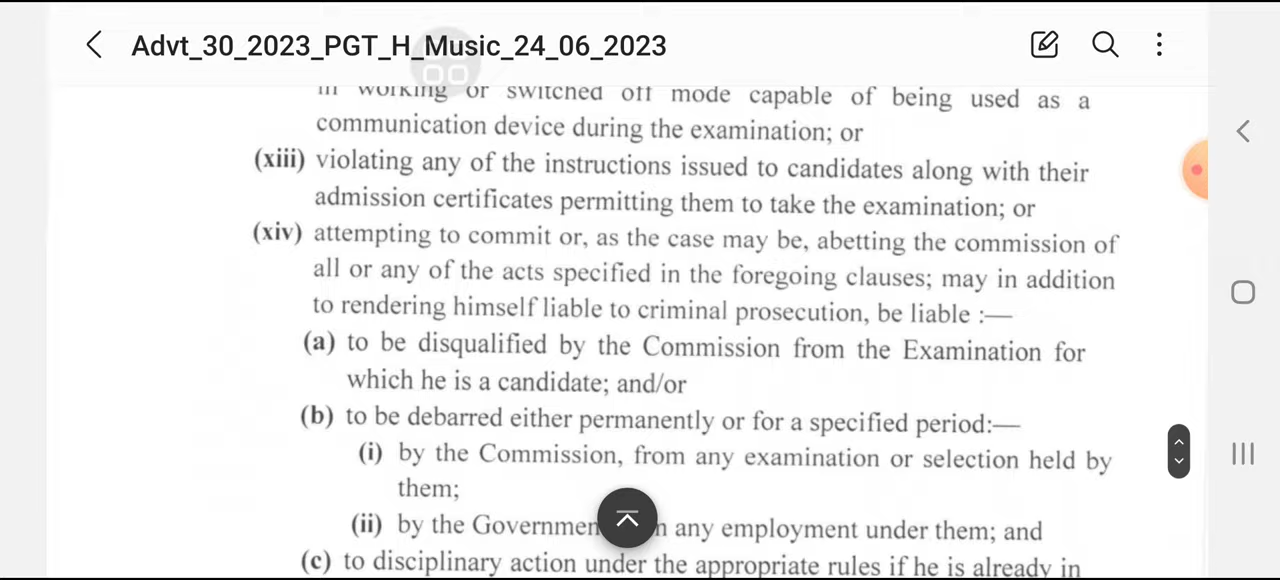 Advt_30_2023_PGT_H_Music_24_06_2023
in working or switched off mode capable of being used as a
communication device during the examination; or
(xiii) violating any of the instructions issued to candidates along with their
admission certificates permitting them to take the examination; or
(xiv) attempting to commit or, as the case may be, abetting the commission of
all or any of the acts specified in the foregoing clauses; may in addition
to rendering himself liable to criminal prosecution, be liable :—
(a) to be disqualified by the Commission from the Examination for
which he is a candidate; and/or
(b) to be debarred either permanently or for a specified period:—
(i) by the Commission, from any examination or selection held by
them;
(ii) by the Governmen any employment under them; and
(c) to disciplinary action under the appropriate rules if he is already in